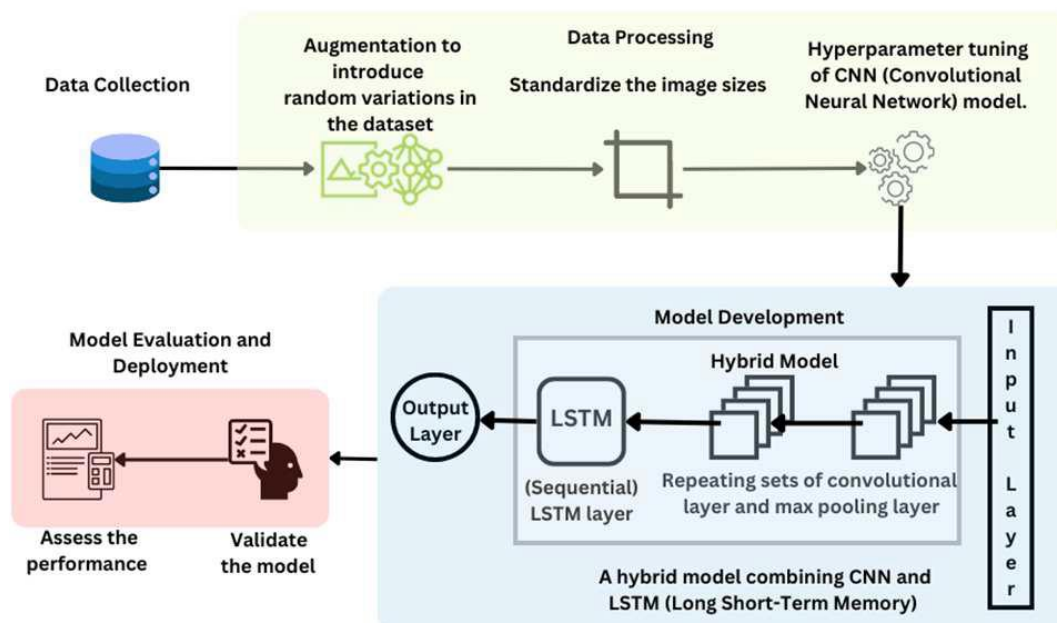 Data Collection
Augmentation to
introduce
random variations in
the dataset
Data Processing
Standardize the image sizes
Hyperparameter tuning
of CNN (Convolutional
Neural Network) model.
Model Development
Hybrid Model
Input Layer
Repeating sets of convolutional
layer and max pooling layer
LSTM
(Sequential)
LSTM layer
A hybrid model combining CNN and
LSTM (Long Short-Term Memory)
Output
Layer
Model Evaluation and
Deployment
Validate
the model
Assess the
performance